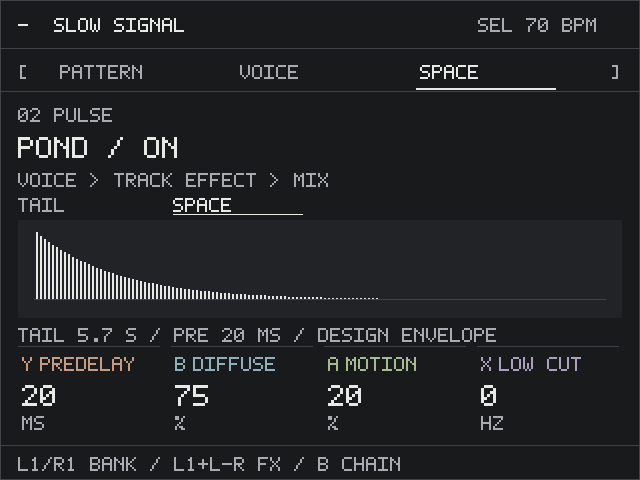 — SLOW SIGNAL SEL 70 BPM
[ PATTERN VOICE SPACE ]
02 PULSE
POND / ON
VOICE > TRACK EFFECT > MIX
TAIL SPACE
TAIL 5.7 S / PRE 20 MS / DESIGN ENVELOPE
Y PREDELAY B DIFFUSE A MOTION X LOW CUT
20 75 20 0
MS % % HZ
L1/R1 BANK / L1+L-R FX / B CHAIN